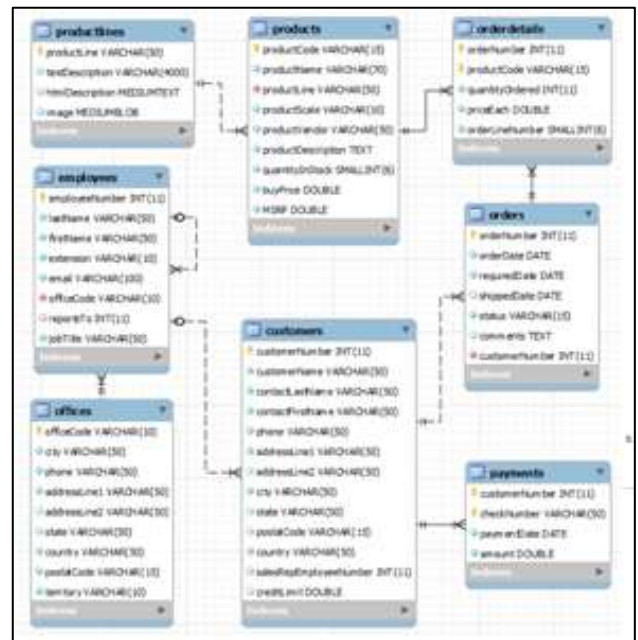 productlines
productLine VARCHAR(50)
textDescription VARCHAR(4000)
htmlDescription MEDIUMTEXT
image MEDIUMBLOB
Indexes
products
productCode VARCHAR(15)
productName VARCHAR(70)
productLine VARCHAR(50)
productScale VARCHAR(10)
productVendor VARCHAR(50)
productDescription TEXT
quantityInStock SMALLINT(6)
buyPrice DOUBLE
MSRP DOUBLE
Indexes
orderdetails
orderNumber INT(11)
productCode VARCHAR(15)
quantityOrdered INT(11)
priceEach DOUBLE
orderLineNumber SMALLINT(6)
Indexes
employees
employeeNumber INT(11)
lastName VARCHAR(50)
firstName VARCHAR(50)
extension VARCHAR(10)
email VARCHAR(100)
officeCode VARCHAR(10)
reportsTo INT(11)
jobTitle VARCHAR(50)
Indexes
orders
orderNumber INT(11)
orderDate DATE
requiredDate DATE
shippedDate DATE
status VARCHAR(15)
comments TEXT
customerNumber INT(11)
Indexes
customers
customerNumber INT(11)
customerName VARCHAR(50)
contactLastName VARCHAR(50)
contactFirstName VARCHAR(50)
phone VARCHAR(50)
addressLine1 VARCHAR(50)
addressLine2 VARCHAR(50)
city VARCHAR(50)
state VARCHAR(50)
postalCode VARCHAR(15)
country VARCHAR(50)
salesRepEmployeeNumber INT(11)
creditLimit DOUBLE
Indexes
offices
officeCode VARCHAR(10)
city VARCHAR(50)
phone VARCHAR(50)
addressLine1 VARCHAR(50)
addressLine2 VARCHAR(50)
state VARCHAR(50)
country VARCHAR(50)
postalCode VARCHAR(15)
territory VARCHAR(10)
Indexes
payments
customerNumber INT(11)
checkNumber VARCHAR(50)
paymentDate DATE
amount DOUBLE
Indexes